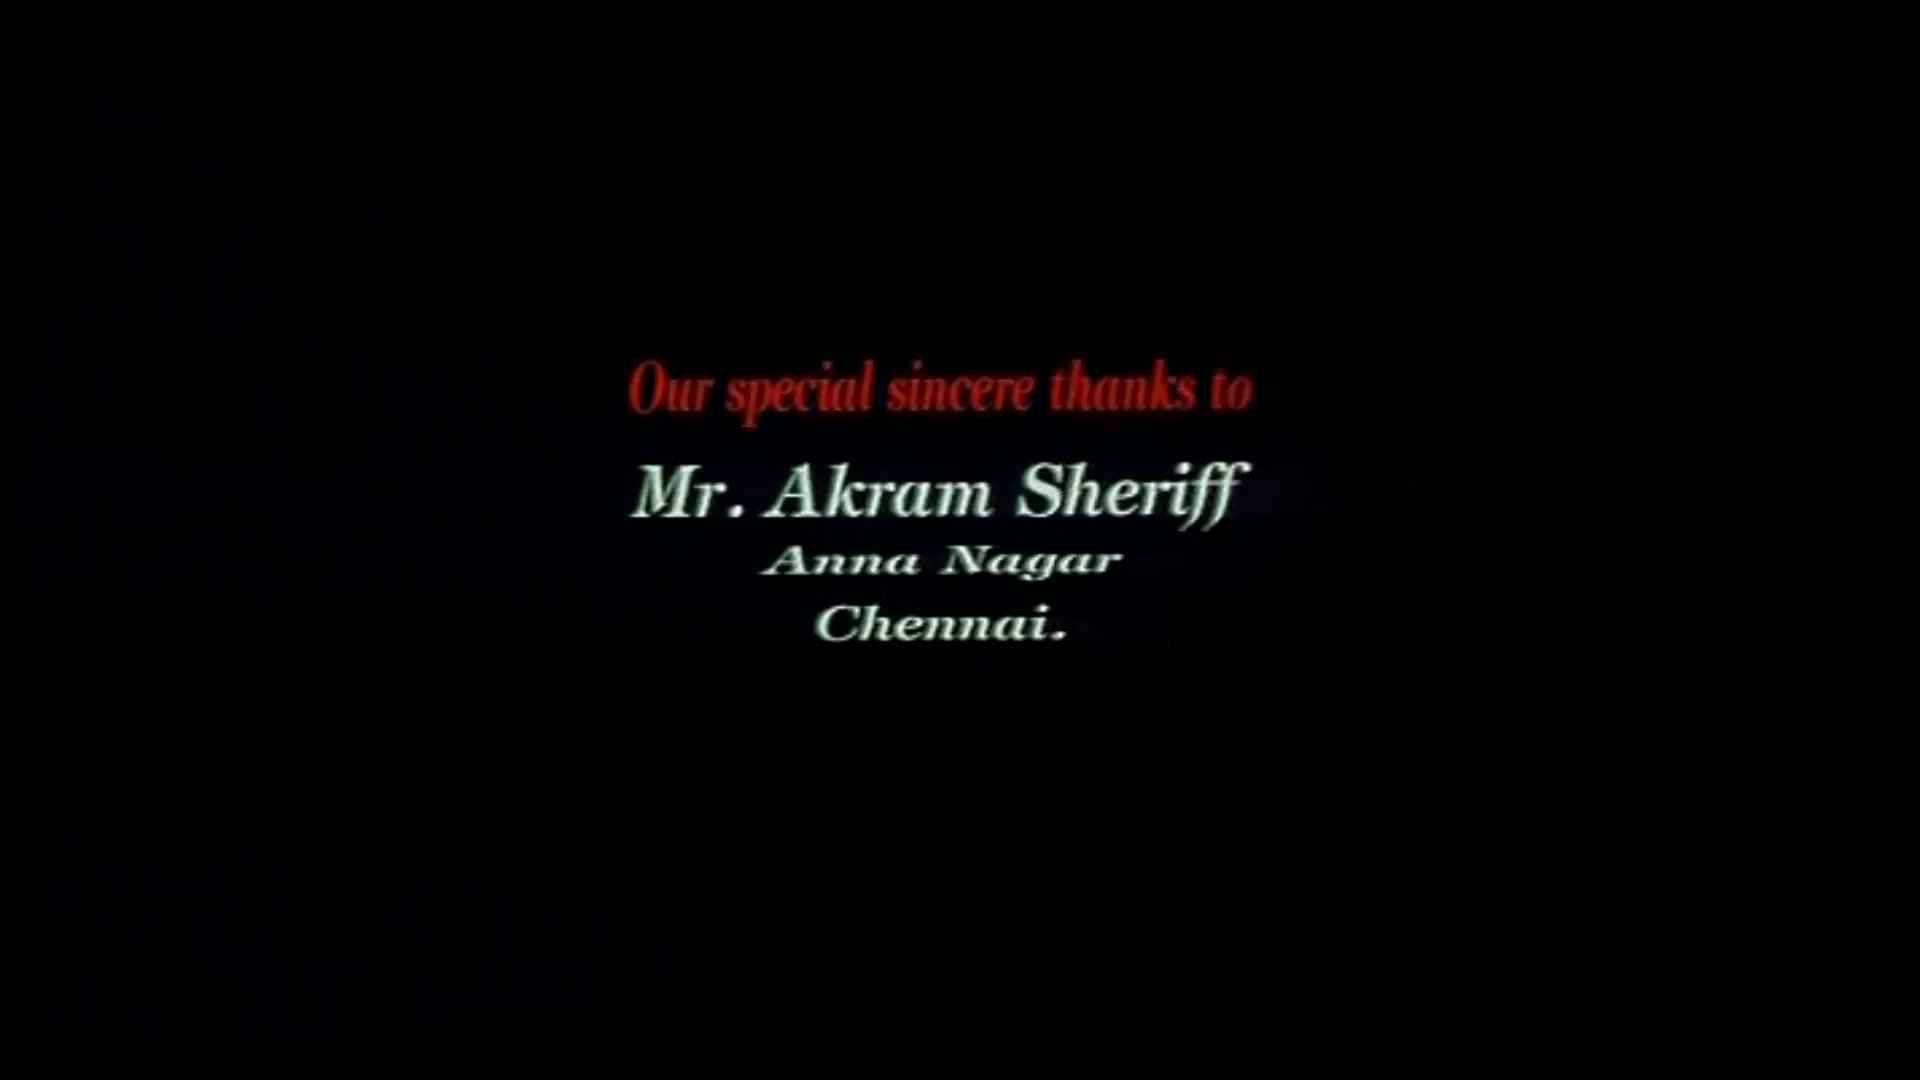 Our special sincere thanks to
Mr. Akram Sheriff
Anna Nagar
Chennai.